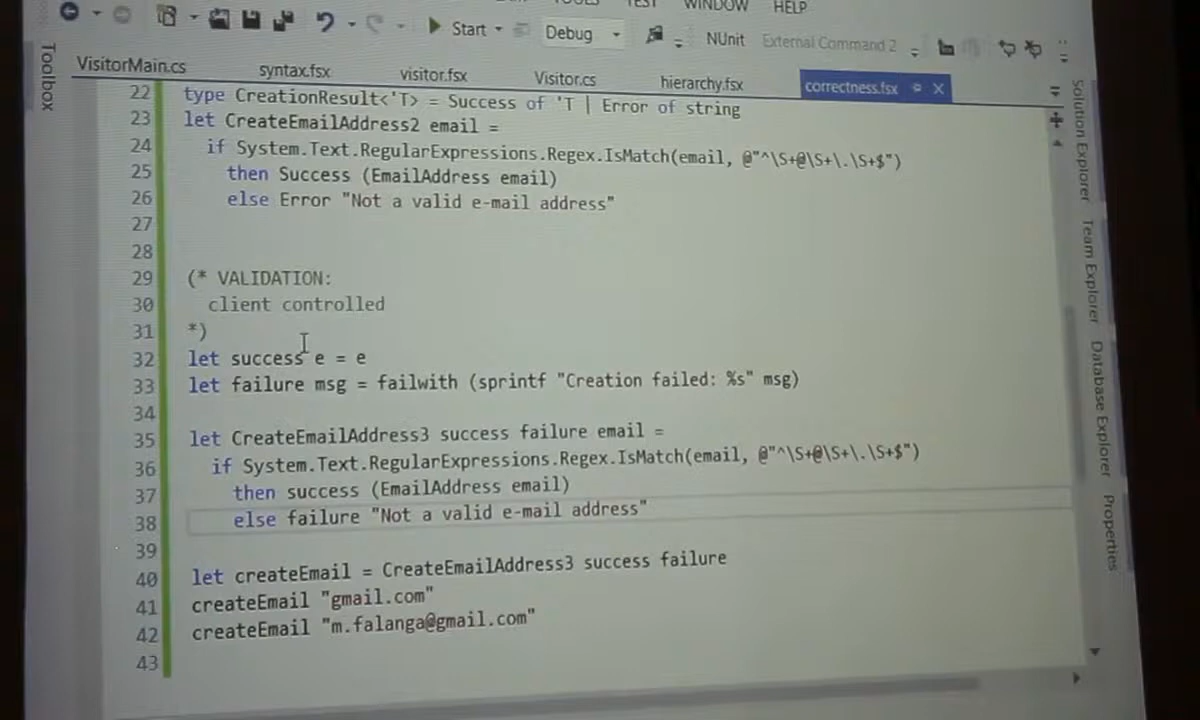 TEST WINDOW HELP
Start Debug NUnit External Command 2
VisitorMain.cs syntax.fsx visitor.fsx Visitor.cs hierarchy.fsx correctness.fsx
Toolbox
22 type CreationResult<'T> = Success of 'T | Error of string
23 let CreateEmailAddress2 email =
24 if System.Text.RegularExpressions.Regex.IsMatch(email, @"^\S+@\S+\.\S+$")
25 then Success (EmailAddress email)
26 else Error "Not a valid e-mail address"
27
28
29 (* VALIDATION:
30 client controlled
31 *)
32 let success e = e
33 let failure msg = failwith (sprintf "Creation failed: %s" msg)
34
35 let CreateEmailAddress3 success failure email =
36 if System.Text.RegularExpressions.Regex.IsMatch(email, @"^\S+@\S+\.\S+$")
37 then success (EmailAddress email)
38 else failure "Not a valid e-mail address"
39
40 let createEmail = CreateEmailAddress3 success failure
41 createEmail "gmail.com"
42 createEmail "m.falanga@gmail.com"
43
Solution Explorer
Team Explorer
Database Explorer
Properties